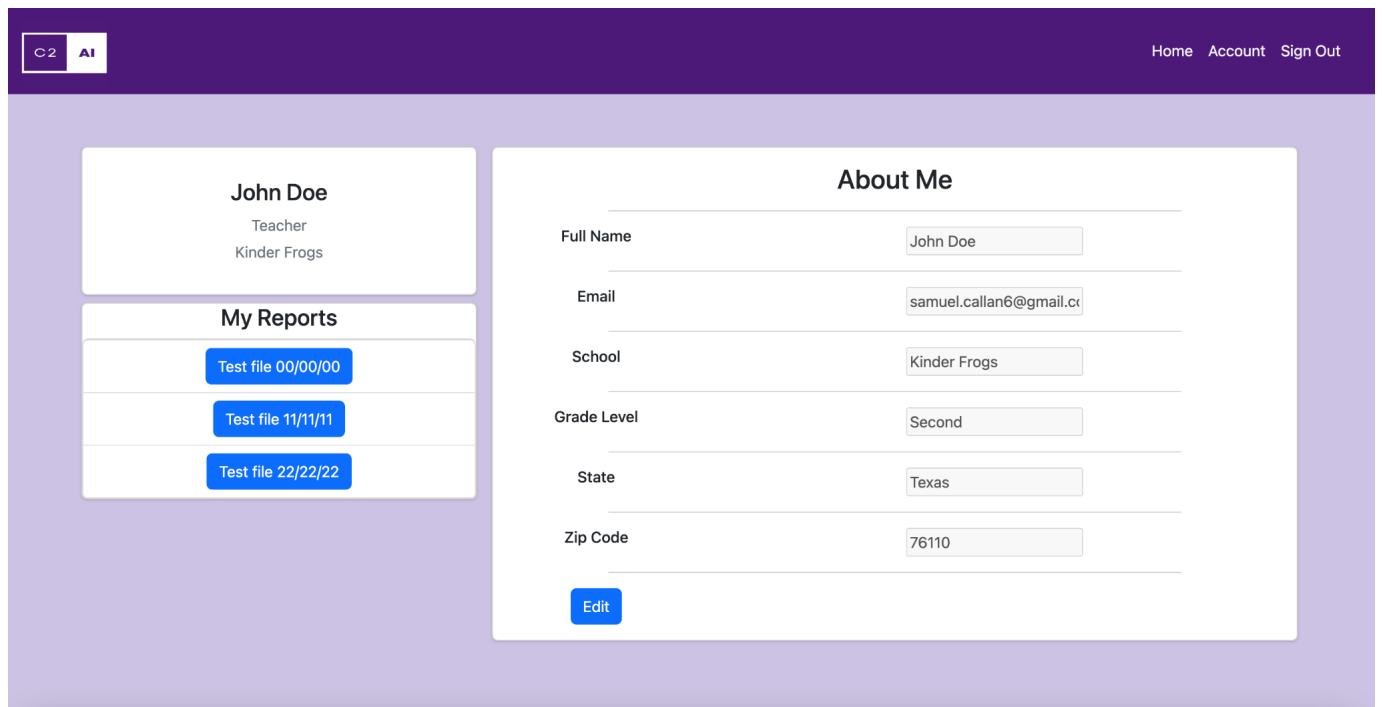 C2 AI
Home Account Sign Out
John Doe
Teacher
Kinder Frogs
My Reports
Test file 00/00/00
Test file 11/11/11
Test file 22/22/22
About Me
Full Name John Doe
Email samuel.callan6@gmail.co
School Kinder Frogs
Grade Level Second
State Texas
Zip Code 76110
Edit